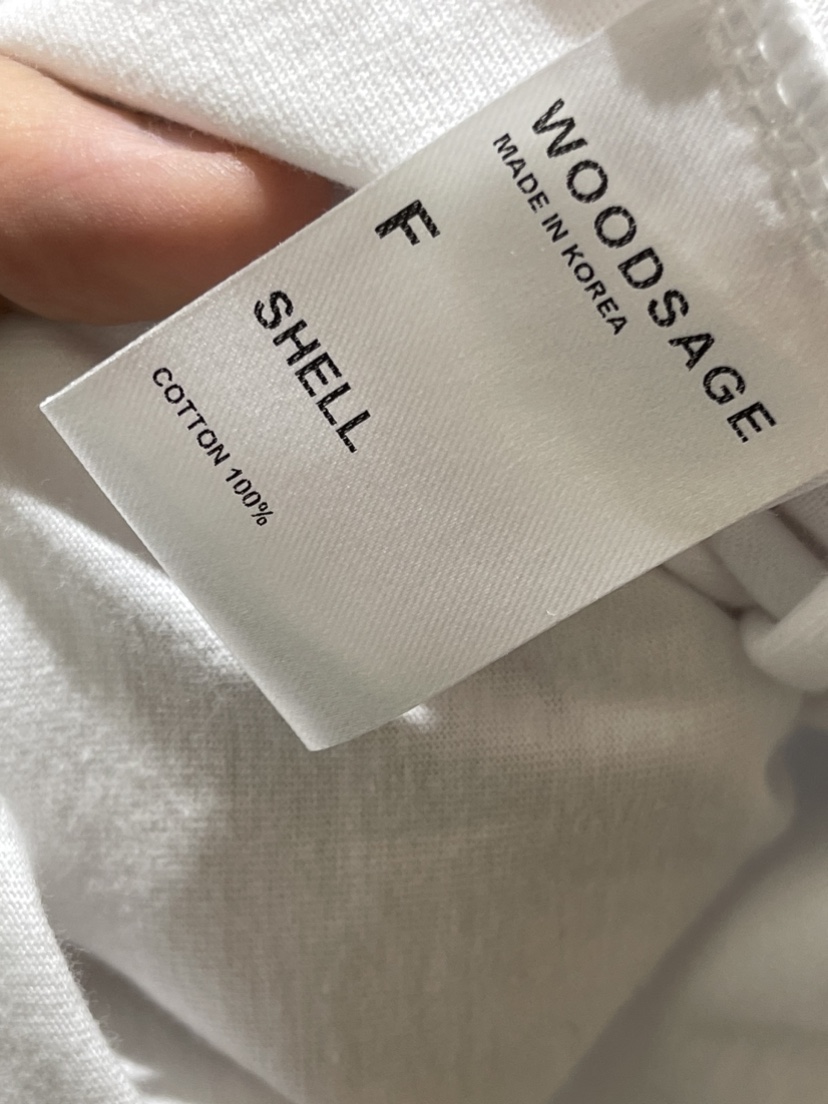 WOODSAGE
MADE IN KOREA
F
SHELL
COTTON 100%